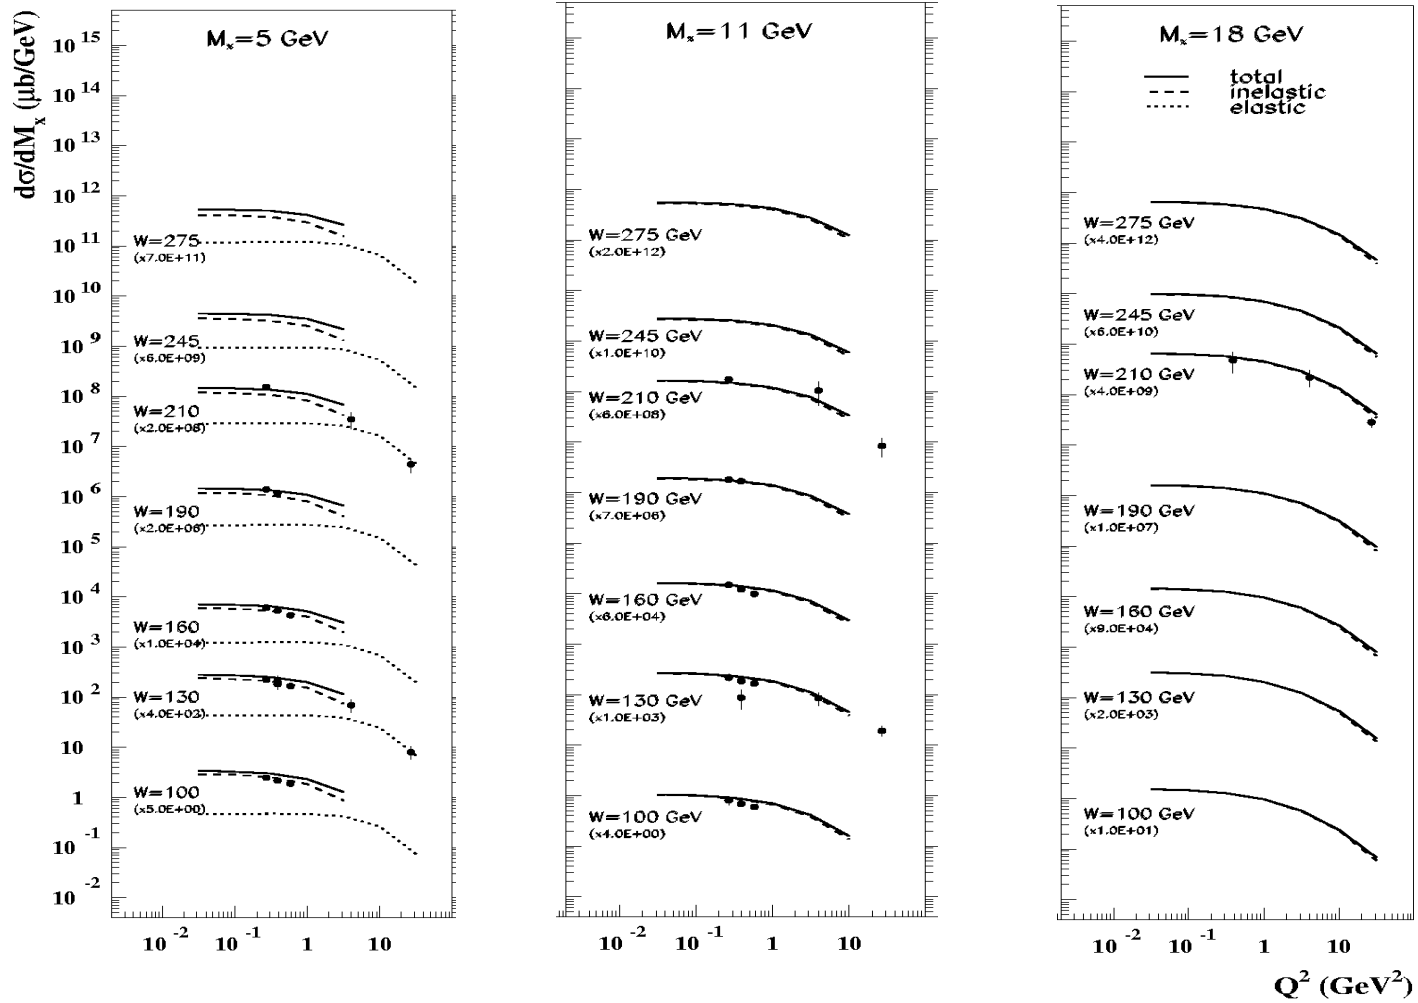 dσ/dM_x (μb/GeV)
10^15
10^14
10^13
10^12
10^11
10^10
10^9
10^8
10^7
10^6
10^5
10^4
10^3
10^2
10
1
10^-1
10^-2
M_x=5 GeV
W=275
(x7.0E+11)
W=245
(x6.0E+09)
W=210
(x2.0E+08)
W=190
(x2.0E+06)
W=160
(x1.0E+04)
W=130
(x4.0E+02)
W=100
(x5.0E+00)
10^-2 10^-1 1 10
M_x=11 GeV
W=275 GeV
(x2.0E+12)
W=245 GeV
(x1.0E+10)
W=210 GeV
(x6.0E+08)
W=190 GeV
(x7.0E+06)
W=160 GeV
(x6.0E+04)
W=130 GeV
(x1.0E+03)
W=100 GeV
(x4.0E+00)
10^-2 10^-1 1 10
M_x=18 GeV
total
inelastic
elastic
W=275 GeV
(x4.0E+12)
W=245 GeV
(x6.0E+10)
W=210 GeV
(x4.0E+09)
W=190 GeV
(x1.0E+07)
W=160 GeV
(x9.0E+04)
W=130 GeV
(x2.0E+03)
W=100 GeV
(x1.0E+01)
10^-2 10^-1 1 10
Q^2 (GeV^2)